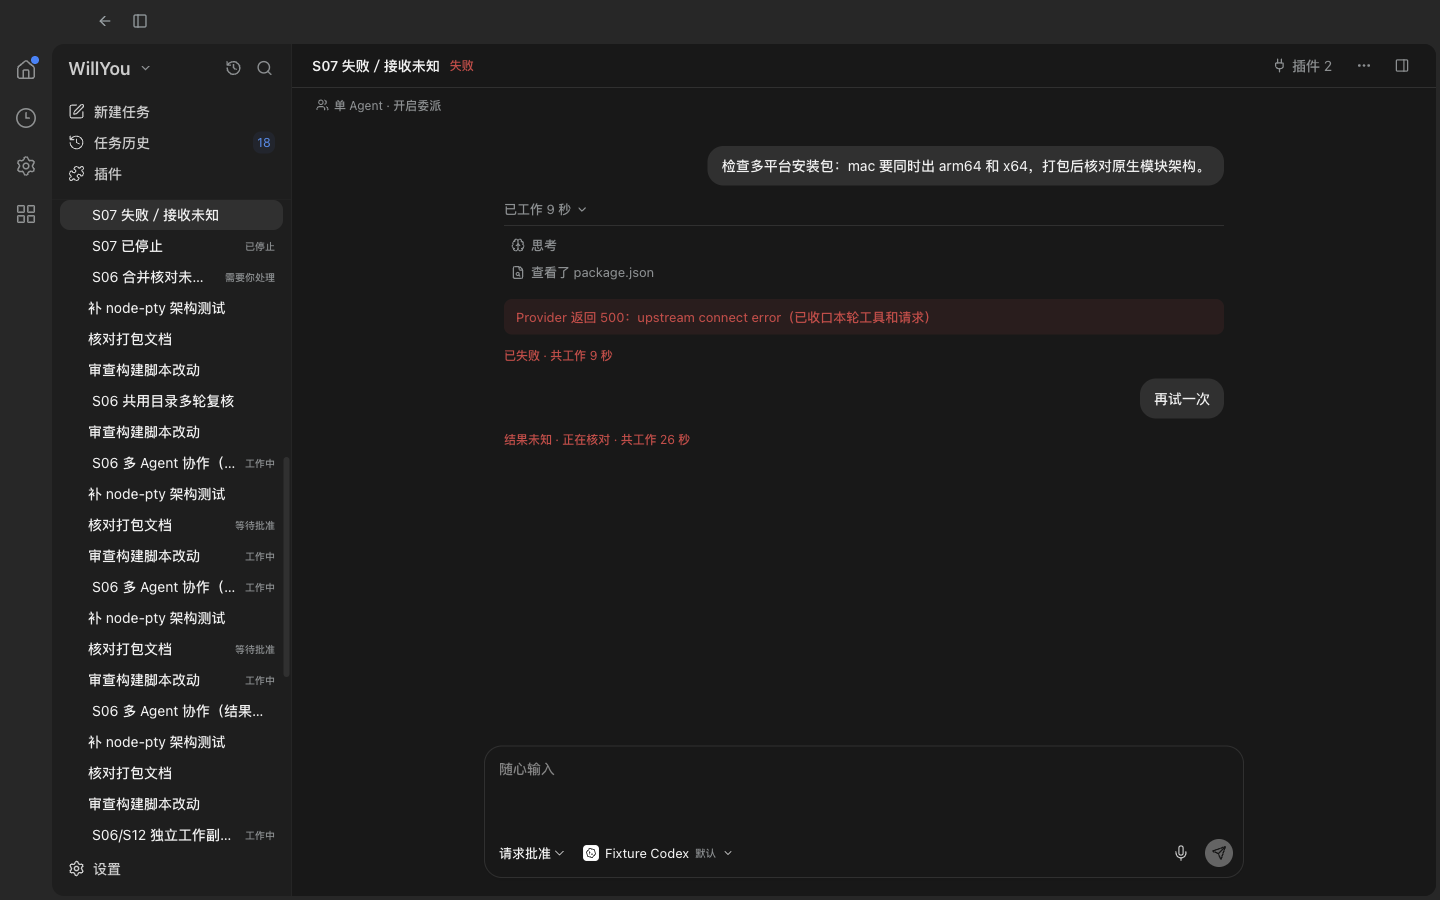 WillYou
新建任务
任务历史 18
插件
S07 失败 / 接收未知
S07 已停止 已停止
S06 合并核对未... 需要你处理
补 node-pty 架构测试
核对打包文档
审查构建脚本改动
S06 共用目录多轮复核
审查构建脚本改动
S06 多 Agent 协作（... 工作中
补 node-pty 架构测试
核对打包文档 等待批准
审查构建脚本改动 工作中
S06 多 Agent 协作（... 工作中
补 node-pty 架构测试
核对打包文档 等待批准
审查构建脚本改动 工作中
S06 多 Agent 协作（结果...
补 node-pty 架构测试
核对打包文档
审查构建脚本改动
S06/S12 独立工作副... 工作中
设置
S07 失败 / 接收未知 失败
插件 2
单 Agent · 开启委派
检查多平台安装包：mac 要同时出 arm64 和 x64，打包后核对原生模块架构。
已工作 9 秒
思考
查看了 package.json
Provider 返回 500：upstream connect error（已收口本轮工具和请求）
已失败 · 共工作 9 秒
再试一次
结果未知 · 正在核对 · 共工作 26 秒
随心输入
请求批准
Fixture Codex 默认